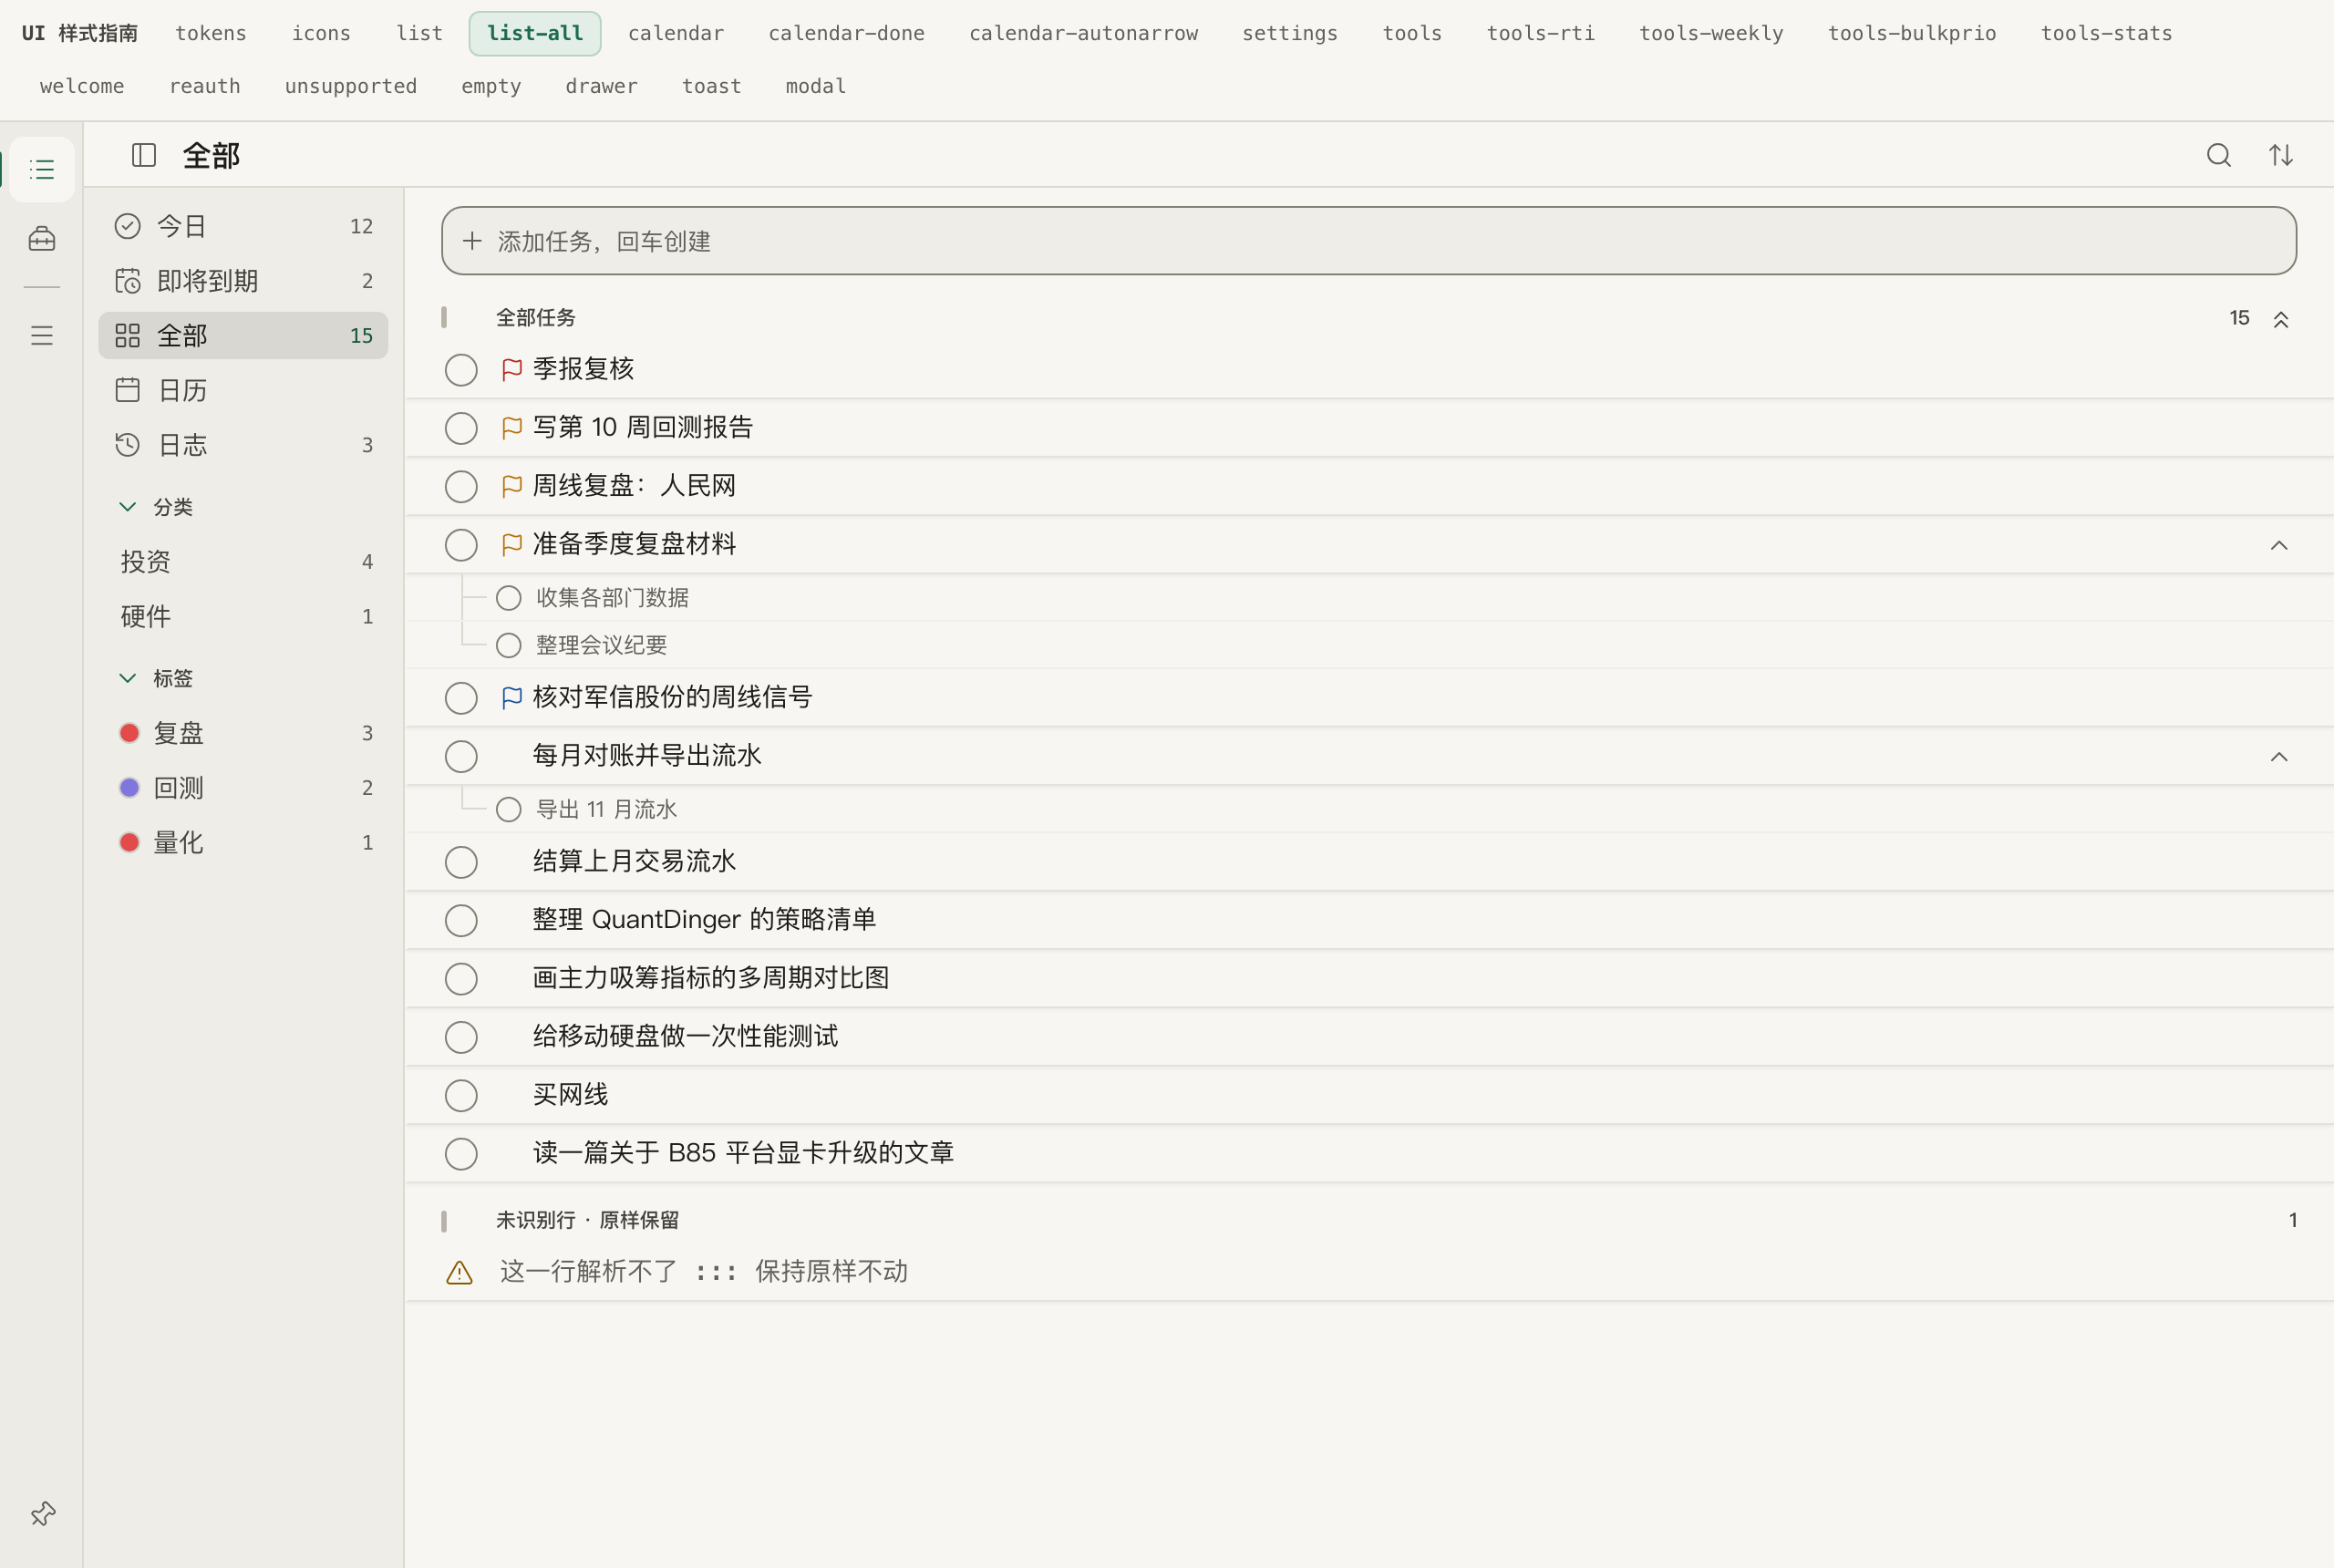 UI 样式指南 tokens icons list list-all calendar calendar-done calendar-autonarrow settings tools tools-rti tools-weekly tools-bulkprio tools-stats
welcome reauth unsupported empty drawer toast modal
全部
今日 12
即将到期 2
全部 15
日历
日志 3
分类
投资 4
硬件 1
标签
复盘 3
回测 2
量化 1
添加任务，回车创建
全部任务 15
季报复核
写第 10 周回测报告
周线复盘：人民网
准备季度复盘材料
收集各部门数据
整理会议纪要
核对军信股份的周线信号
每月对账并导出流水
导出 11 月流水
结算上月交易流水
整理 QuantDinger 的策略清单
画主力吸筹指标的多周期对比图
给移动硬盘做一次性能测试
买网线
读一篇关于 B85 平台显卡升级的文章
未识别行 · 原样保留 1
这一行解析不了 ::: 保持原样不动